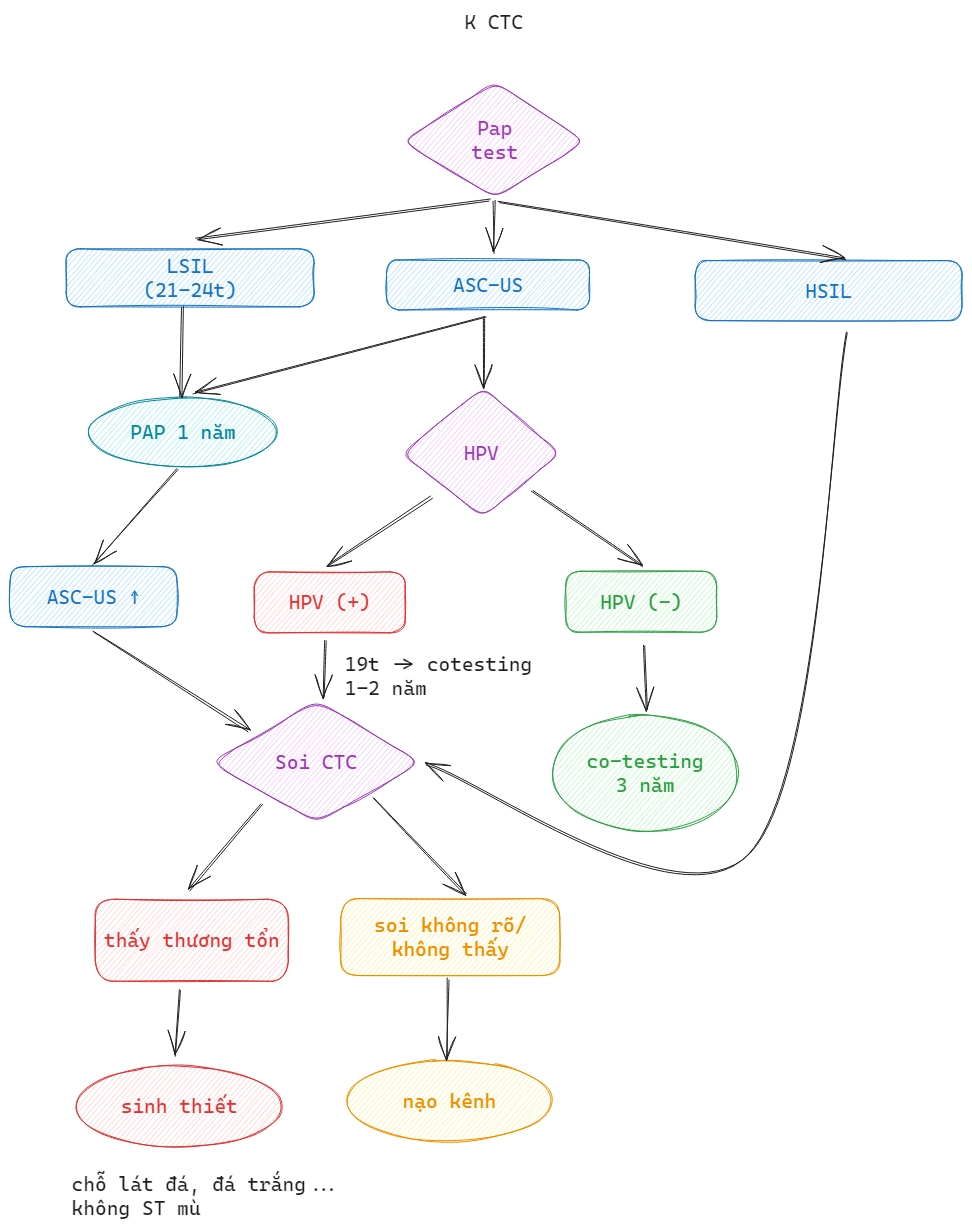 K CTC
Pap
test
LSIL
(21-24t)
ASC-US
HSIL
PAP 1 năm
HPV
ASC-US ↑
HPV (+)
HPV (-)
19t → cotesting
1-2 năm
Soi CTC
co-testing
3 năm
thấy thương tổn
soi không rõ/
không thấy
sinh thiết
nạo kênh
chỗ lát đá, đá trắng...
không ST mù